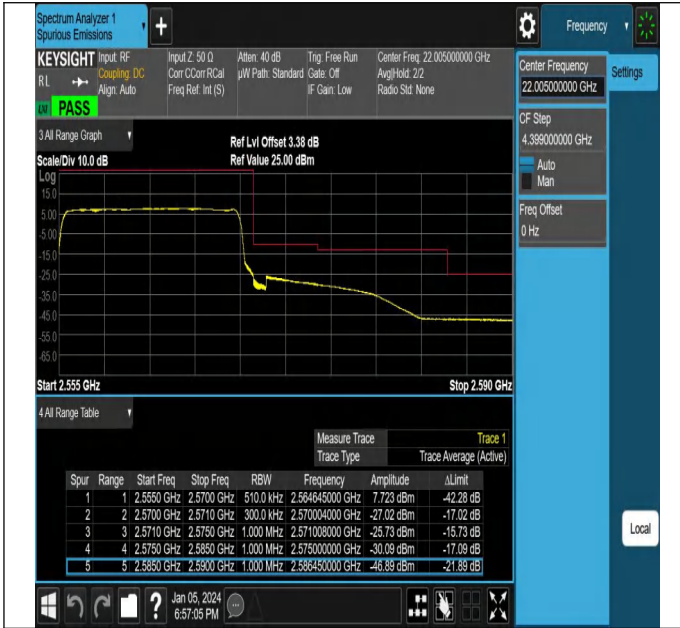 Spectrum Analyzer 1
Spurious Emissions
+
Frequency
KEYSIGHT
RL
LNI
PASS
Input: RF
Coupling: DC
Align: Auto
Input Z: 50 Ω
Corr CCorr RCal
Freq Ref: Int (S)
Atten: 40 dB
µW Path: Standard
Trig: Free Run
Gate: Off
IF Gain: Low
Center Freq: 22.005000000 GHz
Avg|Hold: 2/2
Radio Std: None
Center Frequency
22.005000000 GHz
Settings
CF Step
4.399000000 GHz
Auto
Man
Freq Offset
0 Hz
3 All Range Graph
Scale/Div 10.0 dB
Ref Lvl Offset 3.38 dB
Ref Value 25.00 dBm
Log
15.0
5.00
-5.00
-15.0
-25.0
-35.0
-45.0
-55.0
-65.0
Start 2.555 GHz
Stop 2.590 GHz
4 All Range Table
Measure Trace Trace 1
Trace Type Trace Average (Active)
Spur Range Start Freq Stop Freq RBW Frequency Amplitude ΔLimit
1 1 2.5550 GHz 2.5700 GHz 510.0 kHz 2.564645000 GHz 7.723 dBm -42.28 dB
2 2 2.5700 GHz 2.5710 GHz 300.0 kHz 2.570004000 GHz -27.02 dBm -17.02 dB
3 3 2.5710 GHz 2.5750 GHz 1.000 MHz 2.571008000 GHz -25.73 dBm -15.73 dB
4 4 2.5750 GHz 2.5850 GHz 1.000 MHz 2.575000000 GHz -30.09 dBm -17.09 dB
5 5 2.5850 GHz 2.5900 GHz 1.000 MHz 2.586450000 GHz -46.89 dBm -21.89 dB
Local
?
Jan 05, 2024
6:57:05 PM